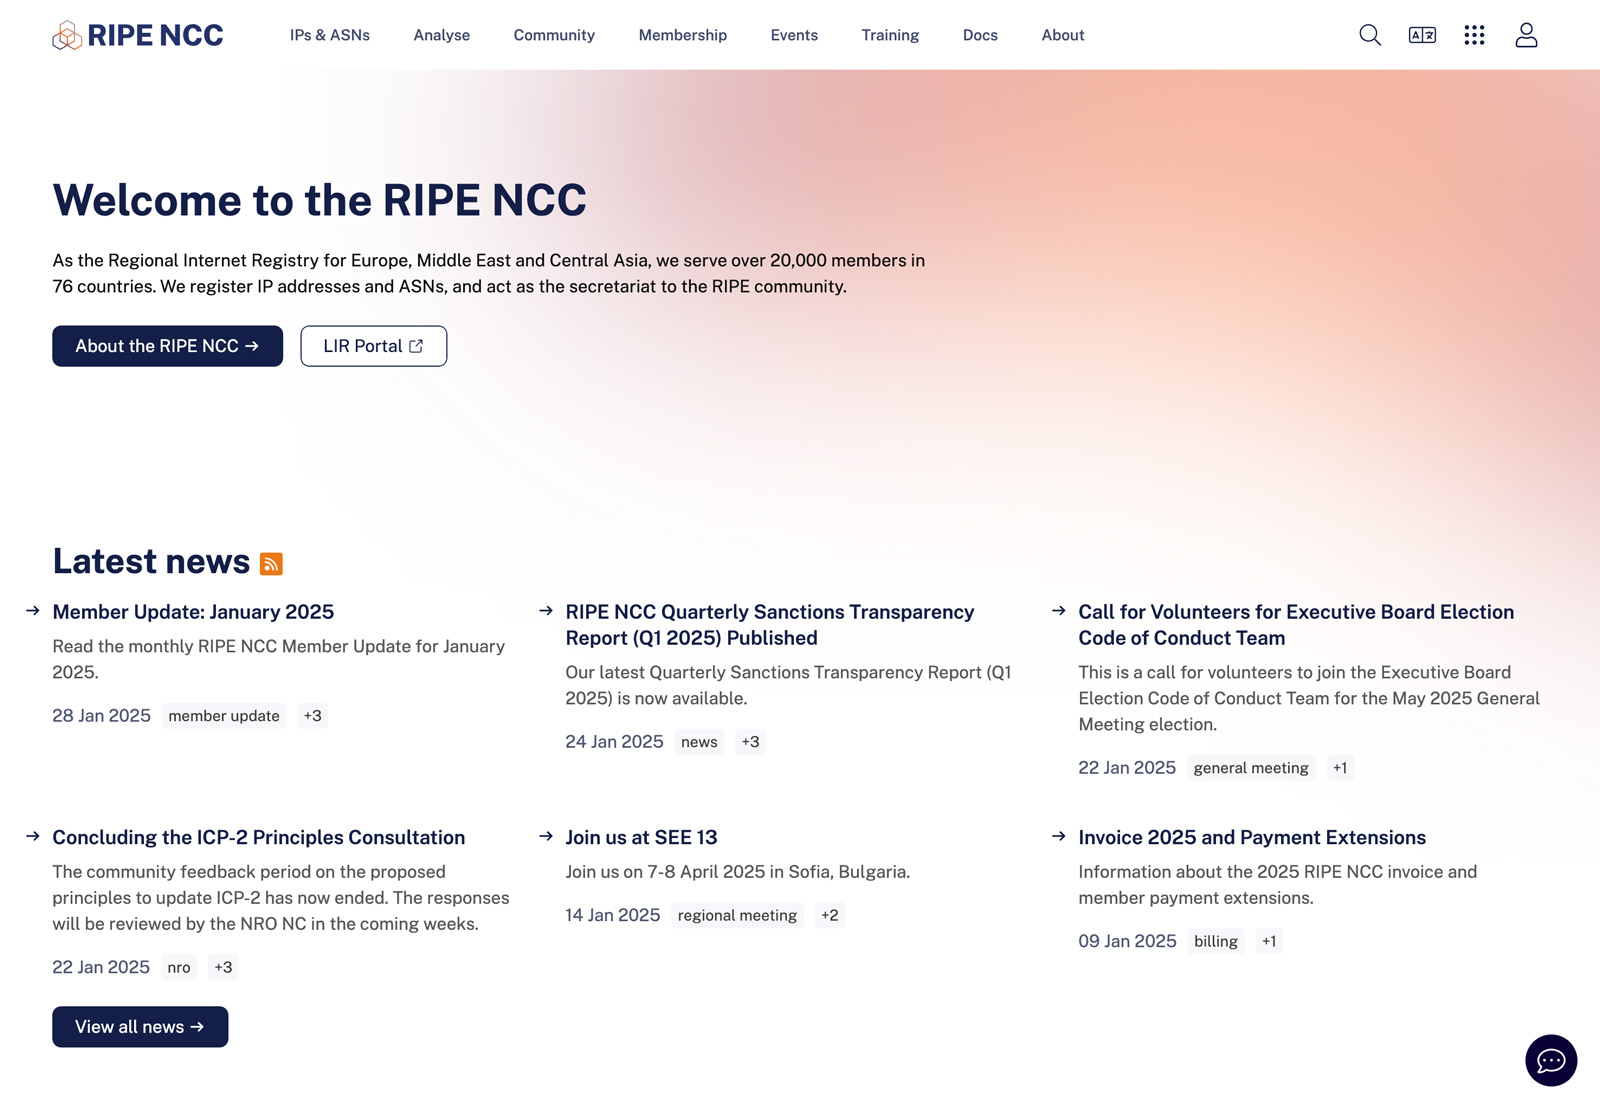 RIPE NCC
IPs & ASNs
Analyse
Community
Membership
Events
Training
Docs
About
Welcome to the RIPE NCC
As the Regional Internet Registry for Europe, Middle East and Central Asia, we serve over 20,000 members in
76 countries. We register IP addresses and ASNs, and act as the secretariat to the RIPE community.
About the RIPE NCC →
LIR Portal
Latest news
→ Member Update: January 2025
Read the monthly RIPE NCC Member Update for January
2025.
28 Jan 2025 member update +3
→ RIPE NCC Quarterly Sanctions Transparency
Report (Q1 2025) Published
Our latest Quarterly Sanctions Transparency Report (Q1
2025) is now available.
24 Jan 2025 news +3
→ Call for Volunteers for Executive Board Election
Code of Conduct Team
This is a call for volunteers to join the Executive Board
Election Code of Conduct Team for the May 2025 General
Meeting election.
22 Jan 2025 general meeting +1
→ Concluding the ICP-2 Principles Consultation
The community feedback period on the proposed
principles to update ICP-2 has now ended. The responses
will be reviewed by the NRO NC in the coming weeks.
22 Jan 2025 nro +3
→ Join us at SEE 13
Join us on 7-8 April 2025 in Sofia, Bulgaria.
14 Jan 2025 regional meeting +2
→ Invoice 2025 and Payment Extensions
Information about the 2025 RIPE NCC invoice and
member payment extensions.
09 Jan 2025 billing +1
View all news →